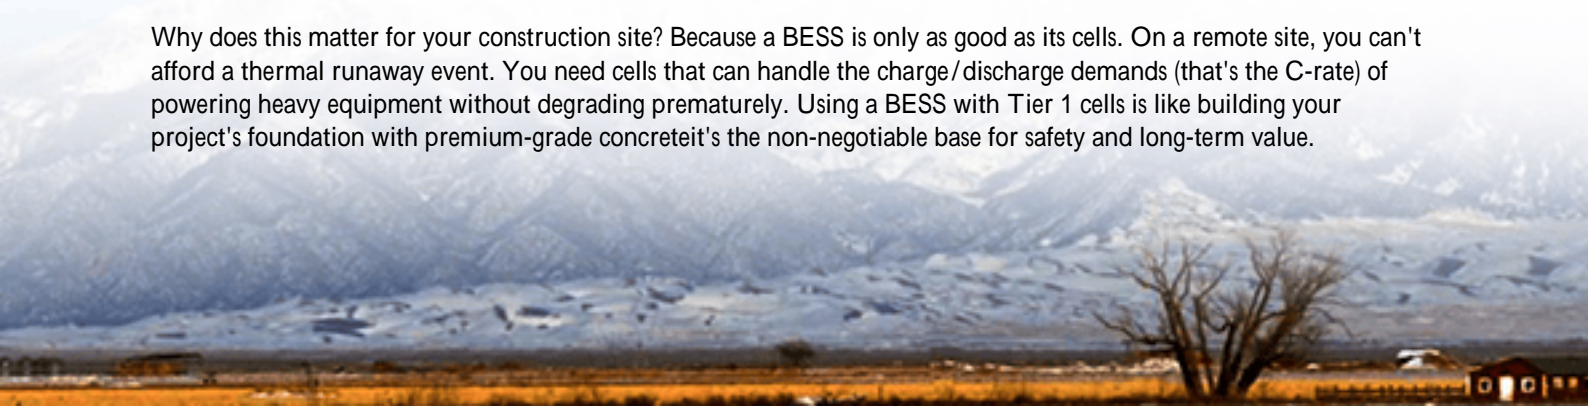 Why does this matter for your construction site? Because a BESS is only as good as its cells. On a remote site, you can't
afford a thermal runaway event. You need cells that can handle the charge/discharge demands (that's the C-rate) of
powering heavy equipment without degrading prematurely. Using a BESS with Tier 1 cells is like building your
project's foundation with premium-grade concreteit's the non-negotiable base for safety and long-term value.